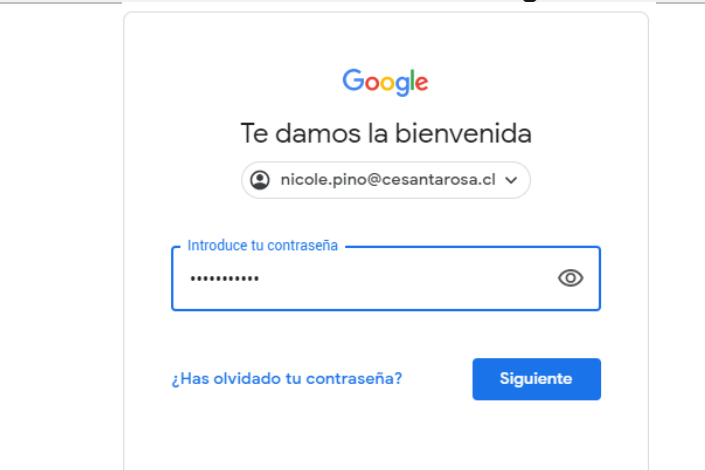 Google
Te damos la bienvenida
nicole.pino@cesantarosa.cl
Introduce tu contraseña
•••••••••••
¿Has olvidado tu contraseña? Siguiente